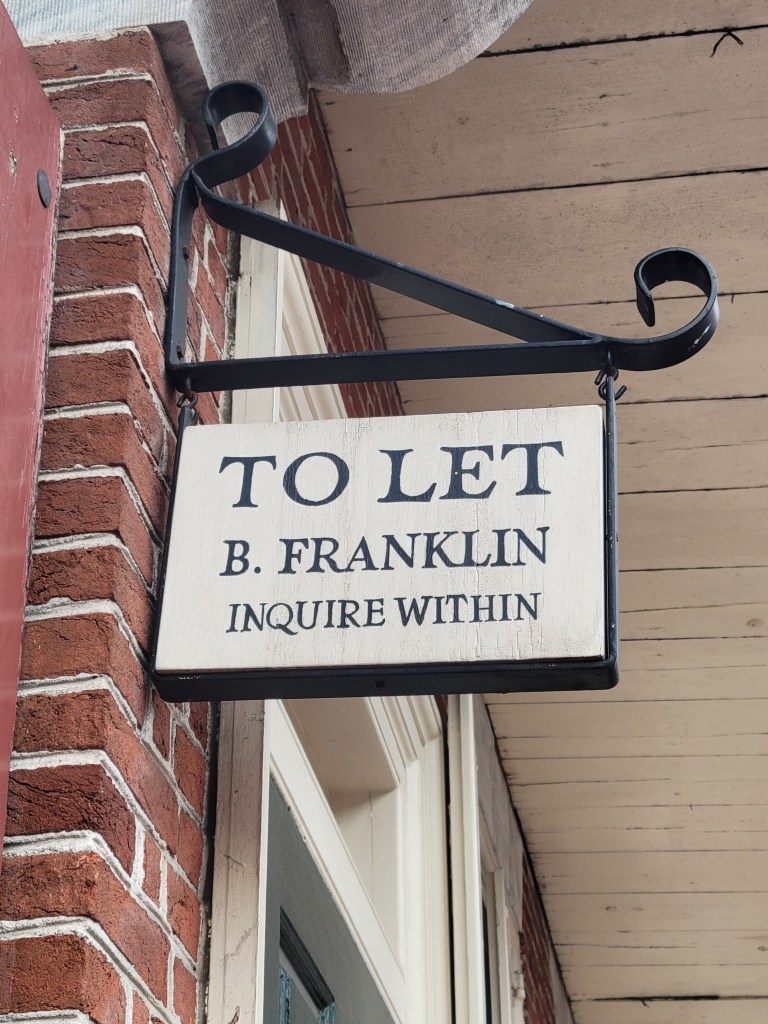 TO LET
B. FRANKLIN
INQUIRE WITHIN